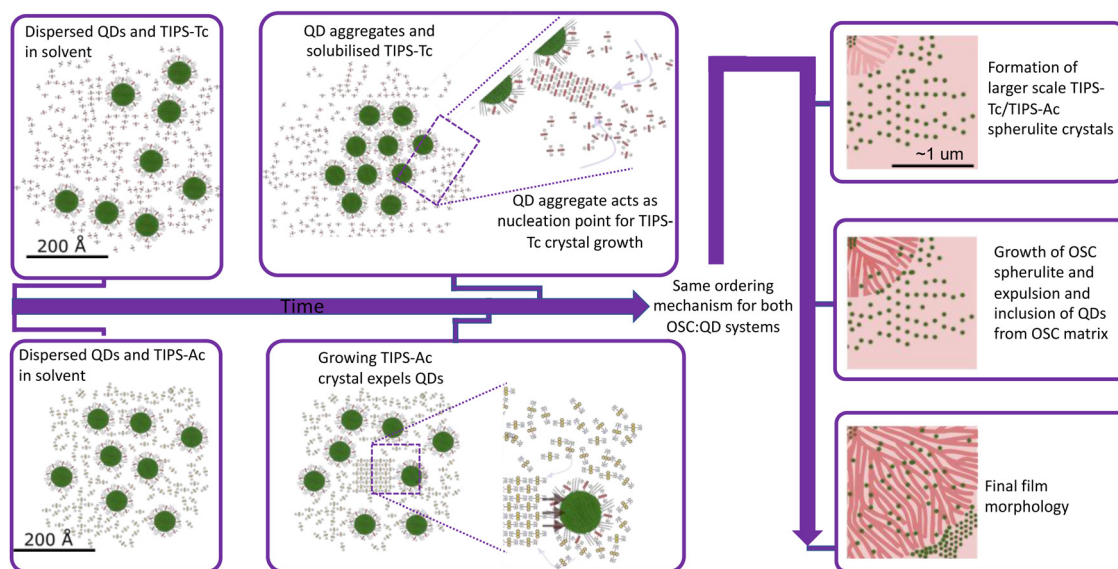 Dispersed QDs and TIPS-Tc
in solvent
200 Å
QD aggregates and
solubilised TIPS-Tc
QD aggregate acts as
nucleation point for TIPS-
Tc crystal growth
Time
Dispersed QDs and TIPS-Ac
in solvent
200 Å
Growing TIPS-Ac
crystal expels QDs
Same ordering
mechanism for both
OSC:QD systems
Formation of
larger scale TIPS-
Tc/TIPS-Ac
spherulite crystals
~1 um
Growth of OSC
spherulite and
expulsion and
inclusion of QDs
from OSC matrix
Final film
morphology